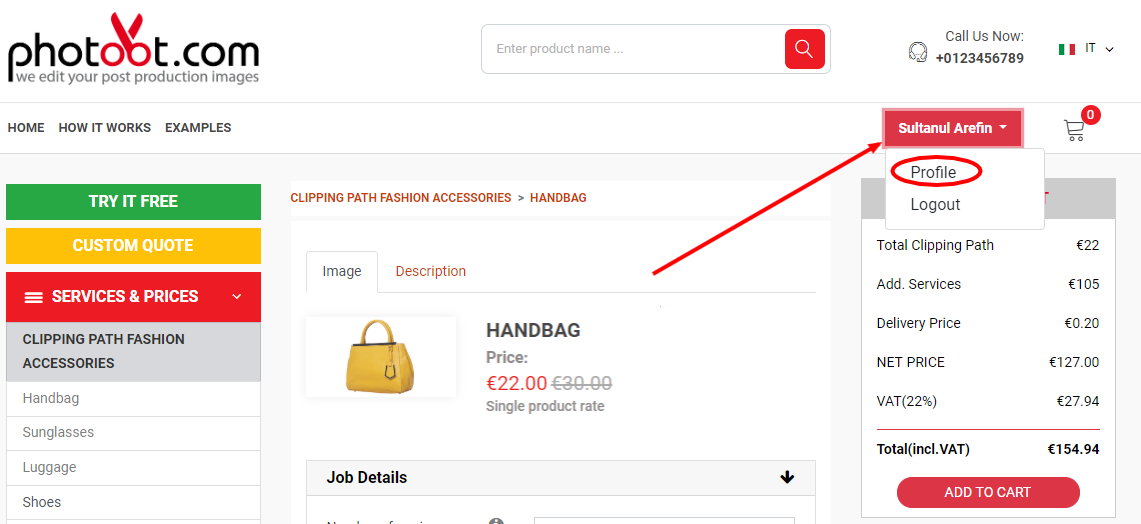 photoot.com
we edit your post production images
Enter product name ...
Call Us Now:
+0123456789
IT
HOME
HOW IT WORKS
EXAMPLES
Sultanul Arefin
0
Profile
Logout
TRY IT FREE
CUSTOM QUOTE
SERVICES & PRICES
CLIPPING PATH FASHION
ACCESSORIES
Handbag
Sunglasses
Luggage
Shoes
CLIPPING PATH FASHION ACCESSORIES > HANDBAG
Image
Description
HANDBAG
Price:
€22.00 €30.00
Single product rate
Job Details
T
Total Clipping Path €22
Add. Services €105
Delivery Price €0.20
NET PRICE €127.00
VAT(22%) €27.94
Total(incl.VAT) €154.94
ADD TO CART